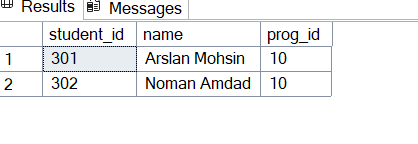 Results Messages
student_id name prog_id
1 301 Arslan Mohsin 10
2 302 Noman Amdad 10